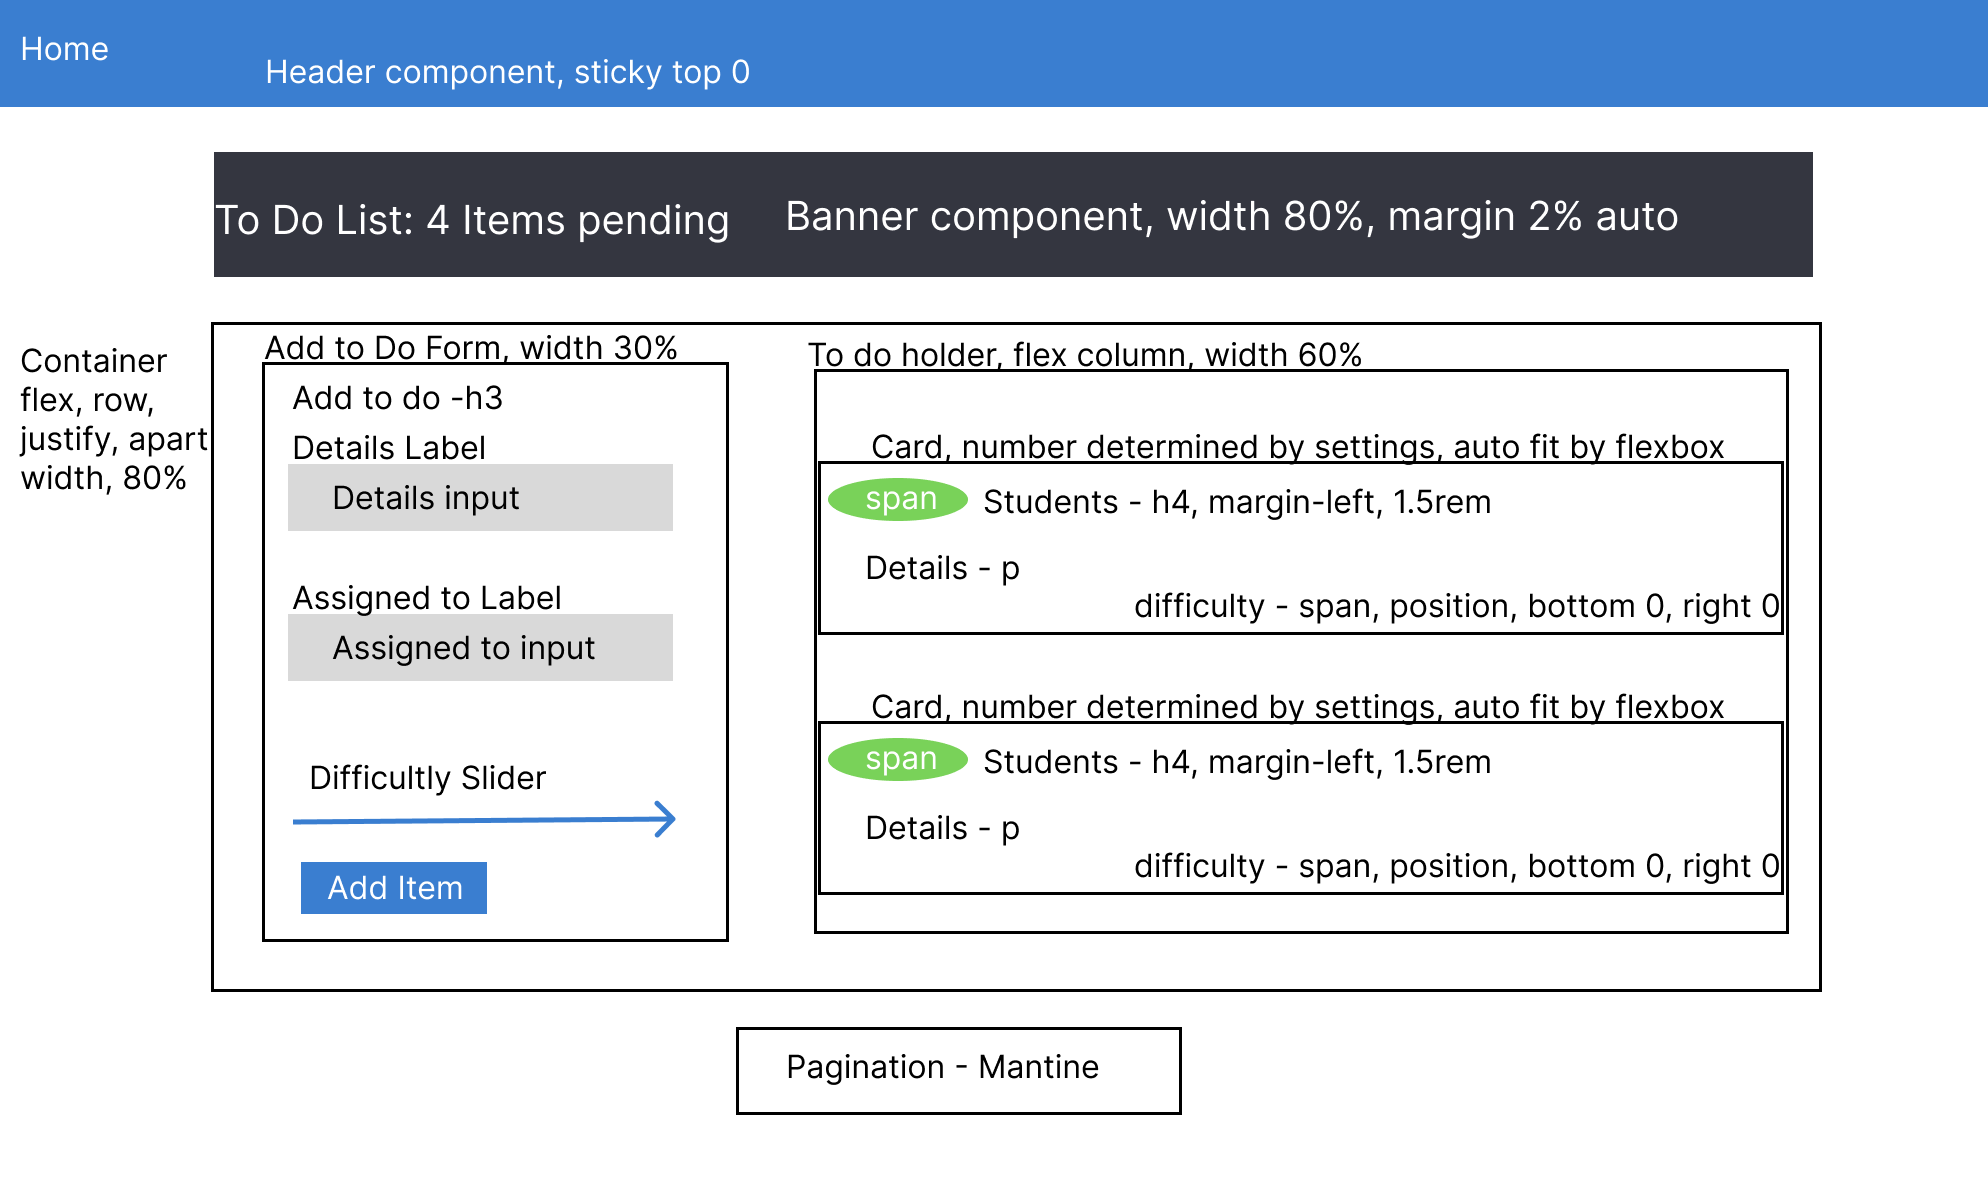 Home
Header component, sticky top 0
To Do List: 4 Items pending
Banner component, width 80%, margin 2% auto
Container
flex, row,
justify, apart
width, 80%
Add to Do Form, width 30%
Add to do -h3
Details Label
Details input
Assigned to Label
Assigned to input
Difficultly Slider
Add Item
To do holder, flex column, width 60%
Card, number determined by settings, auto fit by flexbox
span
Students - h4, margin-left, 1.5rem
Details - p
difficulty - span, position, bottom 0, right 0
Card, number determined by settings, auto fit by flexbox
span
Students - h4, margin-left, 1.5rem
Details - p
difficulty - span, position, bottom 0, right 0
Pagination - Mantine